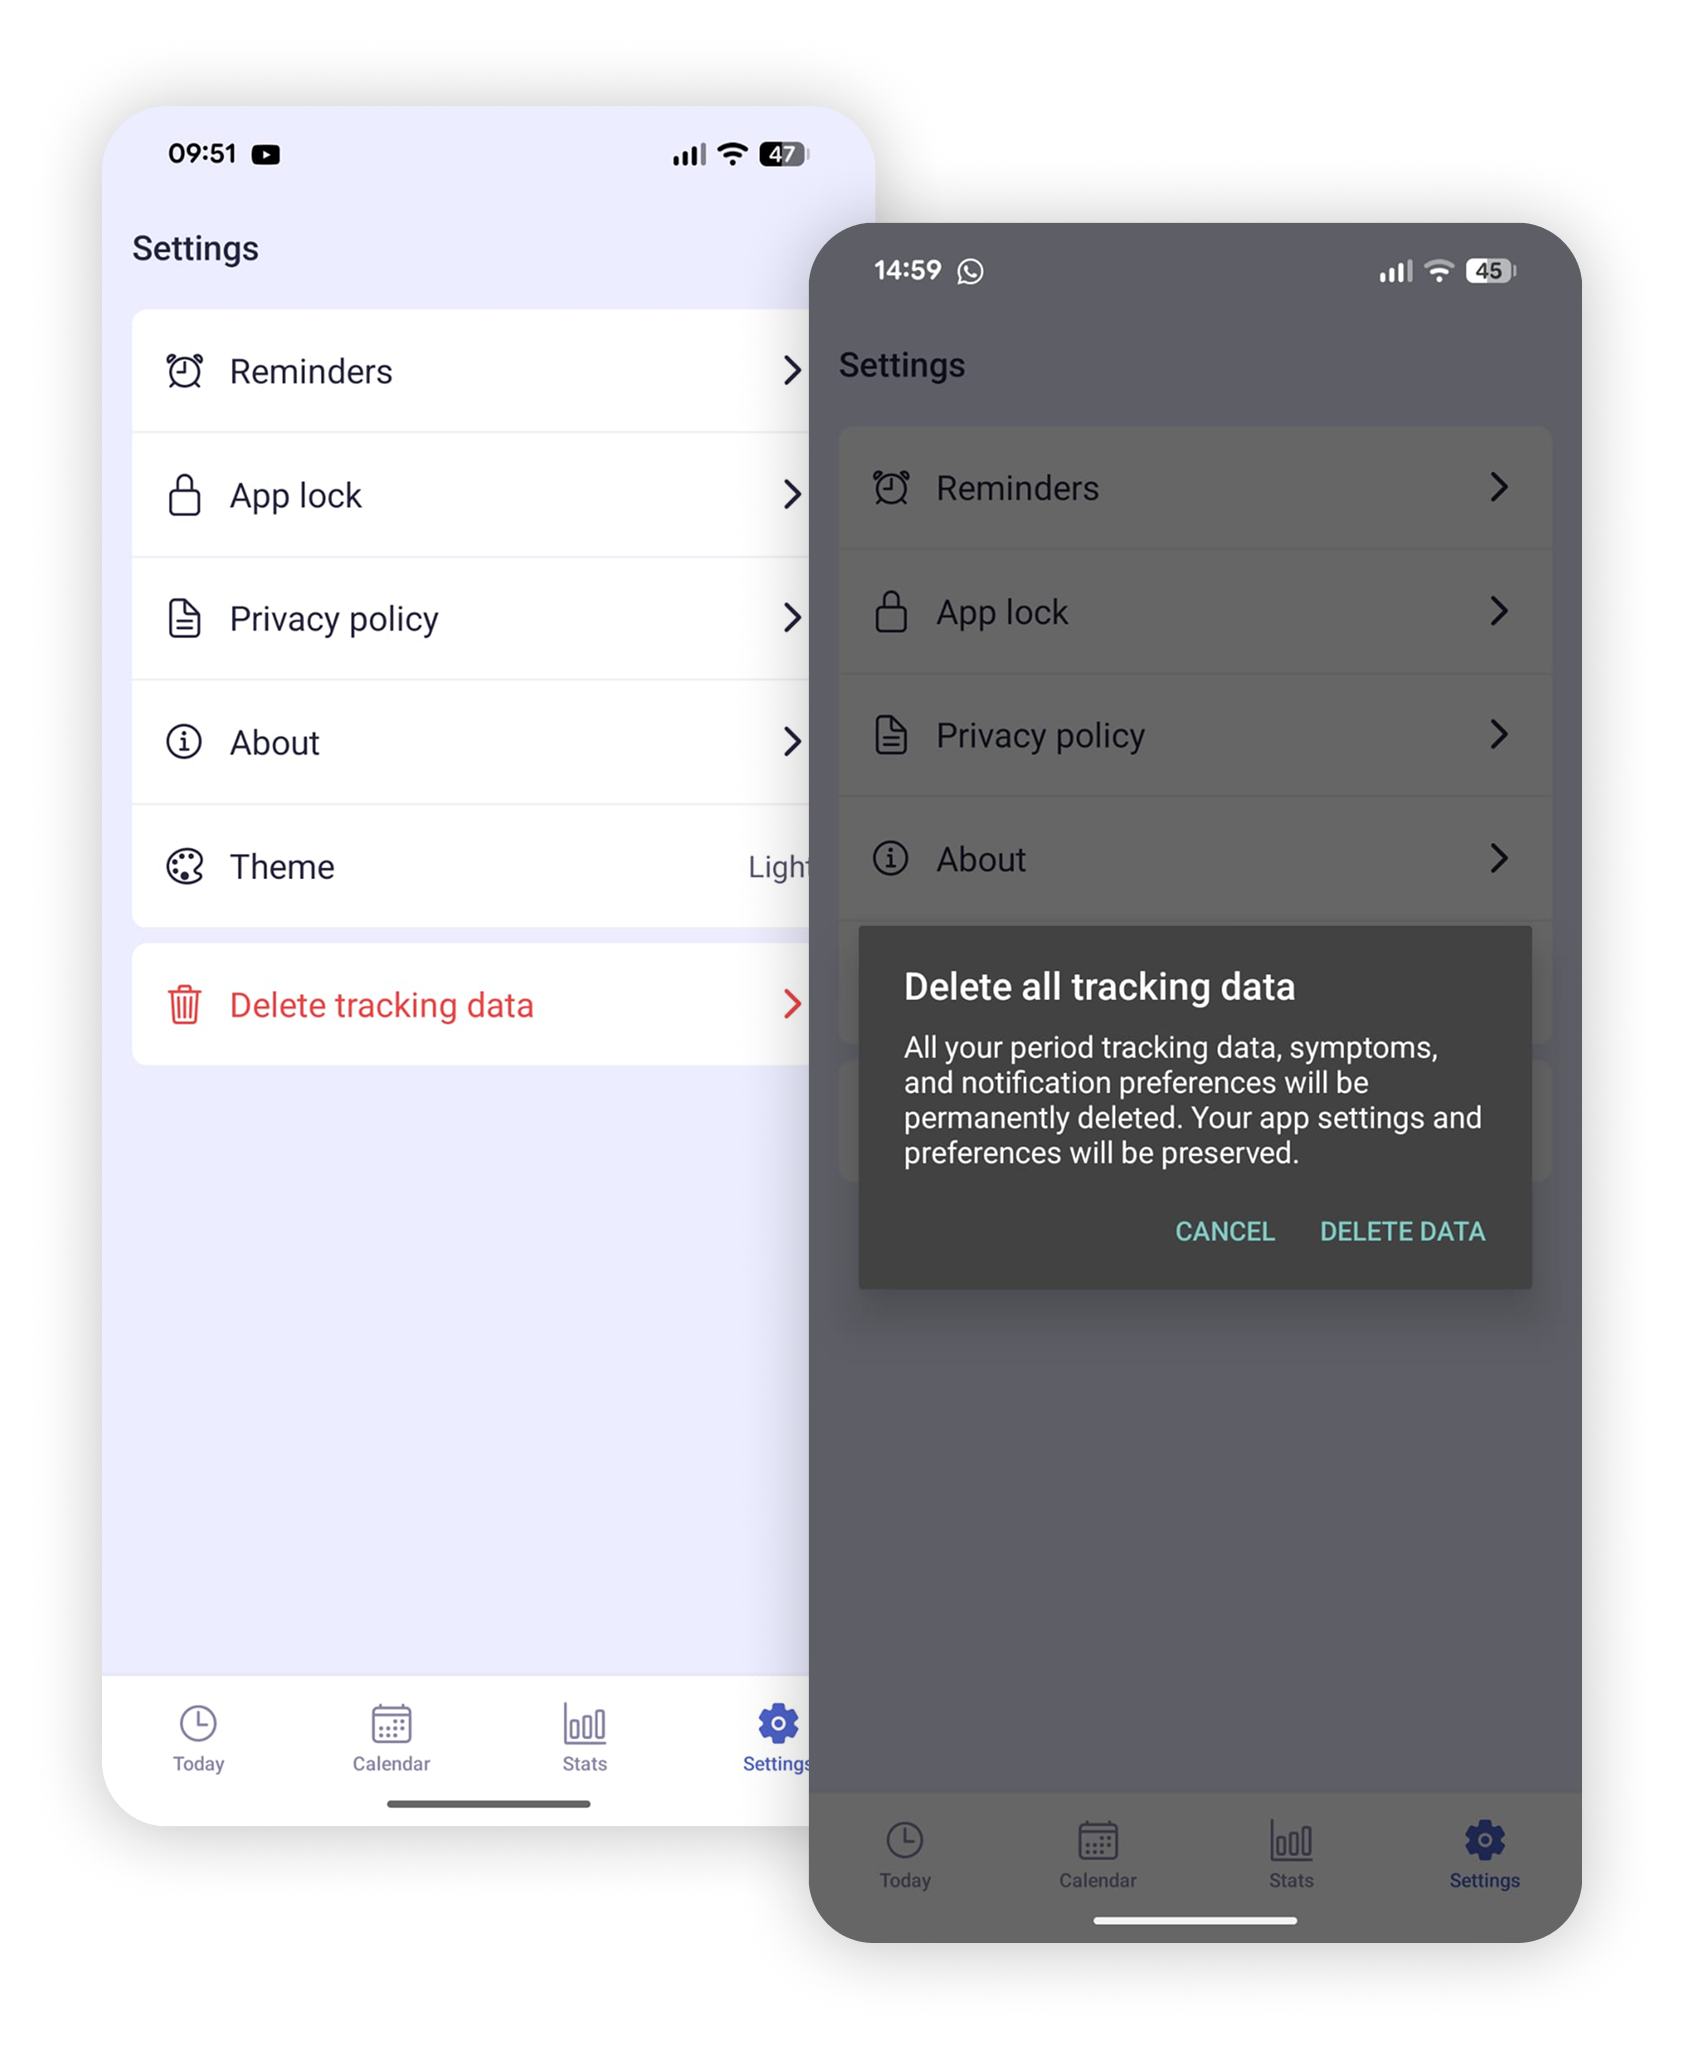 09:51
47
Settings
Reminders
App lock
Privacy policy
About
Theme
Light
Delete tracking data
Today
Calendar
Stats
Settings
14:59
45
Settings
Reminders
App lock
Privacy policy
About
Delete all tracking data
All your period tracking data, symptoms,
and notification preferences will be
permanently deleted. Your app settings and
preferences will be preserved.
CANCEL
DELETE DATA
Today
Calendar
Stats
Settings